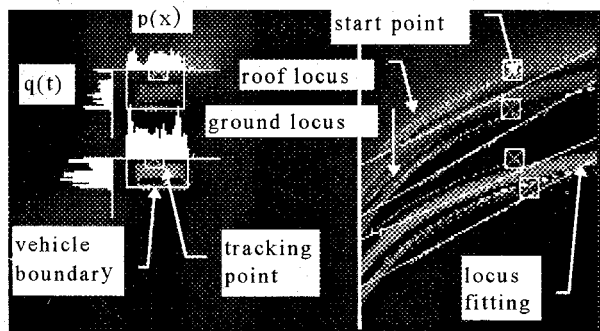 p(x)
start point
q(t)
roof locus
ground locus
vehicle
boundary
tracking
point
locus
fitting